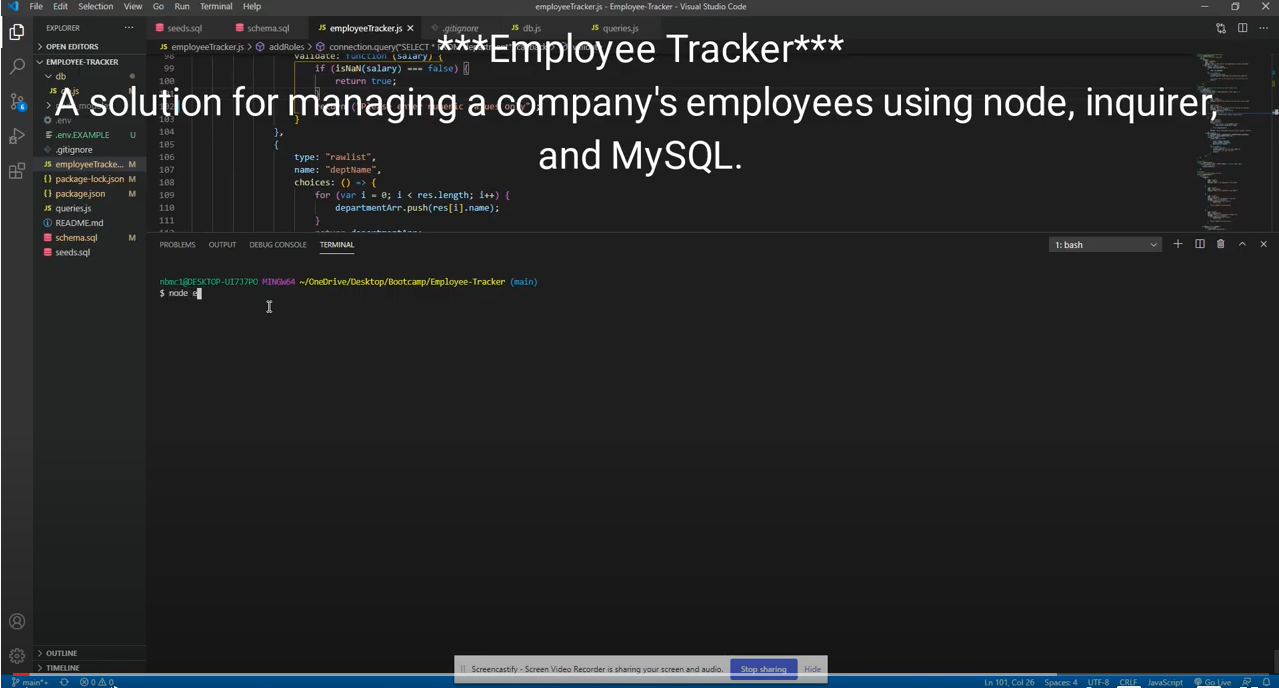 File Edit Selection View Go Run Terminal Help
employeeTracker.js - Employee-Tracker - Visual Studio Code
EXPLORER
seeds.sql
schema.sql
JS employeeTracker.js
.gitignore
JS db.js
JS queries.js
JS employeeTracker.js > addRoles > connection.query("SELECT * FROM
***Employee Tracker***
A solution for managing a company's employees using node, inquirer,
and MySQL.
OPEN EDITORS
EMPLOYEE-TRACKER
db
.env
.env.EXAMPLE U
.gitignore
JS employeeTracke... M
{} package-lock.json M
{} package.json M
JS queries.js
README.md
schema.sql M
seeds.sql
98 validate: function (salary) {
99 if (isNaN(salary) === false) {
100 return true;
103 }
104 },
105 {
106 type: "rawlist",
107 name: "deptName",
108 choices: () => {
109 for (var i = 0; i < res.length; i++) {
110 departmentArr.push(res[i].name);
111 }
PROBLEMS OUTPUT DEBUG CONSOLE TERMINAL
1: bash
nbmc1@DESKTOP-UI7J7PO MINGW64 ~/OneDrive/Desktop/Bootcamp/Employee-Tracker (main)
$ node e
OUTLINE
TIMELINE
Screencastify - Screen Video Recorder is sharing your screen and audio. Stop sharing Hide
main*+ 0 0
Ln 101, Col 26 Spaces: 4 UTF-8 CRLF JavaScript Go Live